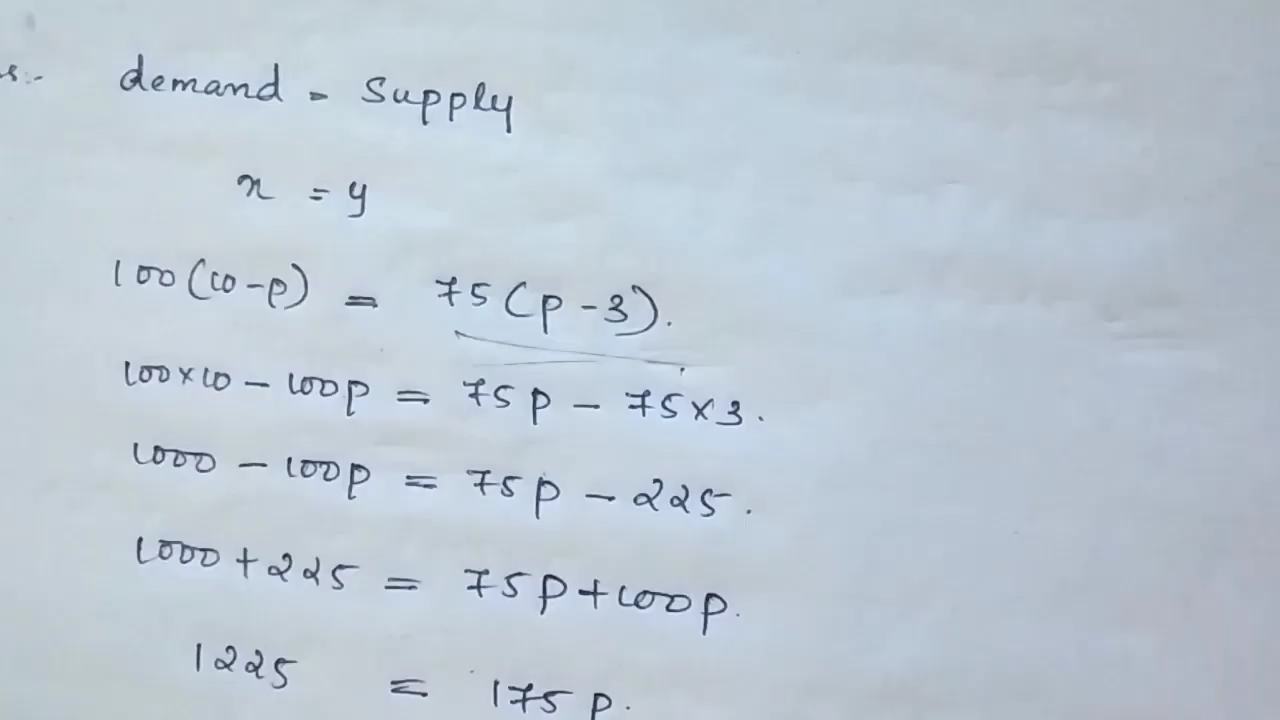 demand = Supply
x = y
100(10-p) = 75(p-3).
100×10 - 100p = 75p - 75×3.
1000 - 100p = 75p - 225.
1000+225 = 75p+100p.
1225 = 175p.